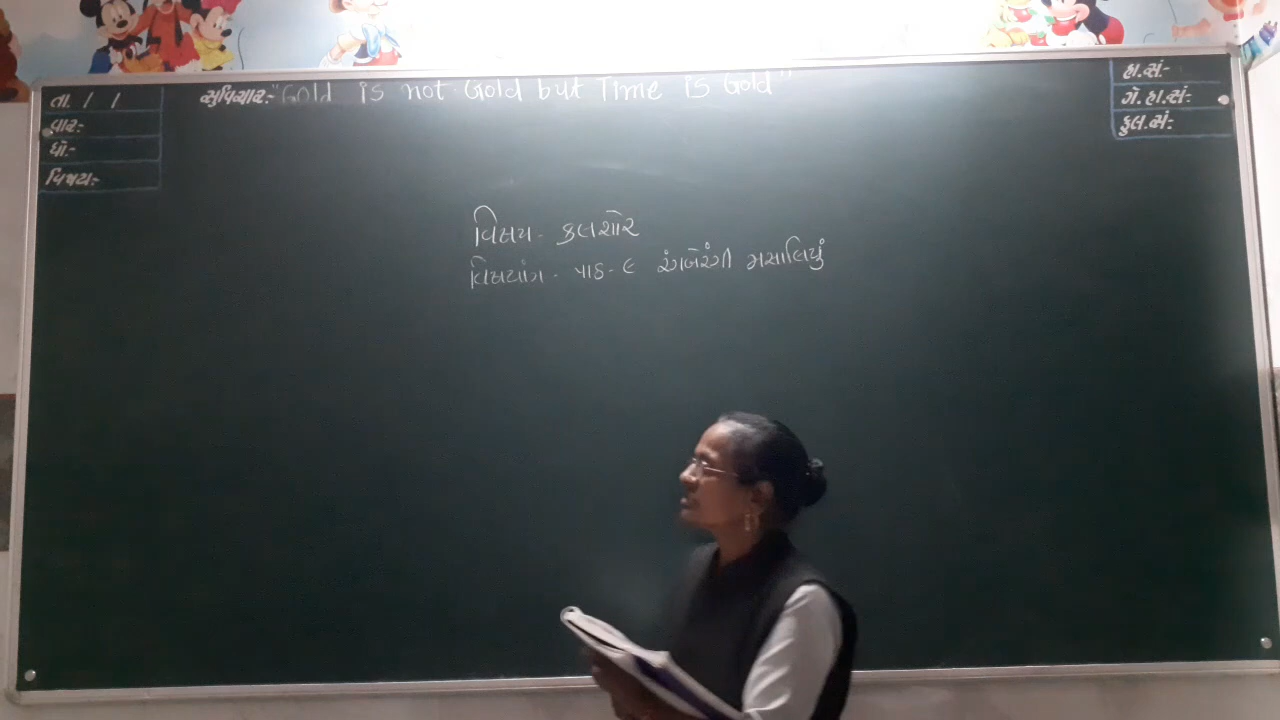 તા. / /
વાર:-
ધો:-
વિષય:-
સુવિચાર:- "Gold is not Gold but Time is Gold"
હા.સં:-
ગે.હા.સં:-
કુલ.સં:-
વિષય - કલશોર
વિષયાંગ - પાઠ - ૯ રંગબેરંગી મસાલિયું